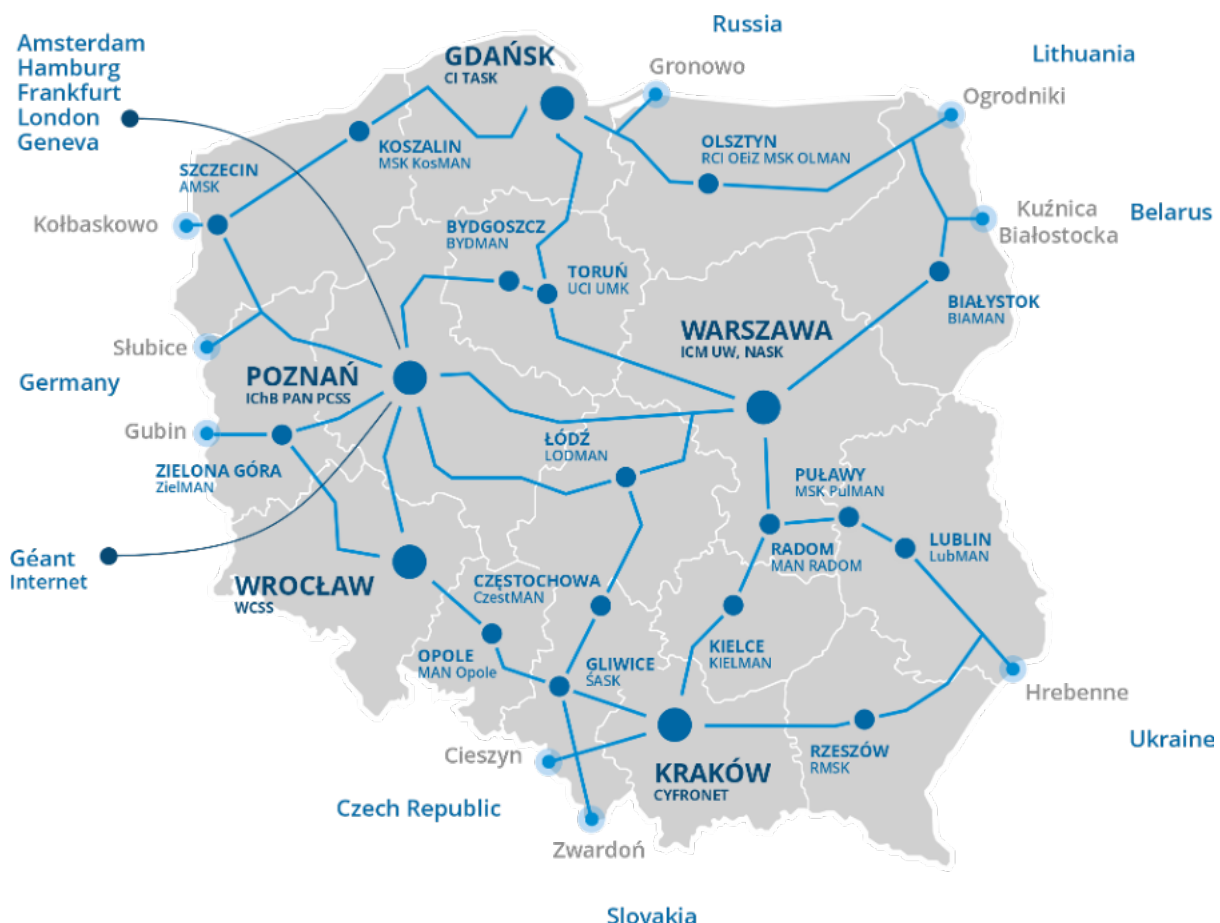 Russia
Amsterdam
Hamburg
Frankfurt
London
Geneva
GDAŃSK
CI TASK
Gronowo
Lithuania
Ogrodniki
KOSZALIN
MSK KosMAN
OLSZTYN
RCI OEiZ MSK OLMAN
SZCZECIN
AMSK
Kołbaskowo
Kuźnica
Białostocka
Belarus
BYDGOSZCZ
BYDMAN
TORUŃ
UCI UMK
BIAŁYSTOK
BIAMAN
WARSZAWA
ICM UW, NASK
Słubice
Germany
POZNAŃ
IChB PAN PCSS
Gubin
ZIELONA GÓRA
ZielMAN
ŁÓDŹ
LODMAN
PUŁAWY
MSK PulMAN
RADOM
MAN RADOM
LUBLIN
LubMAN
Géant
Internet
WROCŁAW
WCSS
CZĘSTOCHOWA
CzestMAN
OPOLE
MAN Opole
GLIWICE
ŚASK
KIELCE
KIELMAN
Hrebenne
Ukraine
Cieszyn
KRAKÓW
CYFRONET
RZESZÓW
RMSK
Czech Republic
Zwardoń
Slovakia